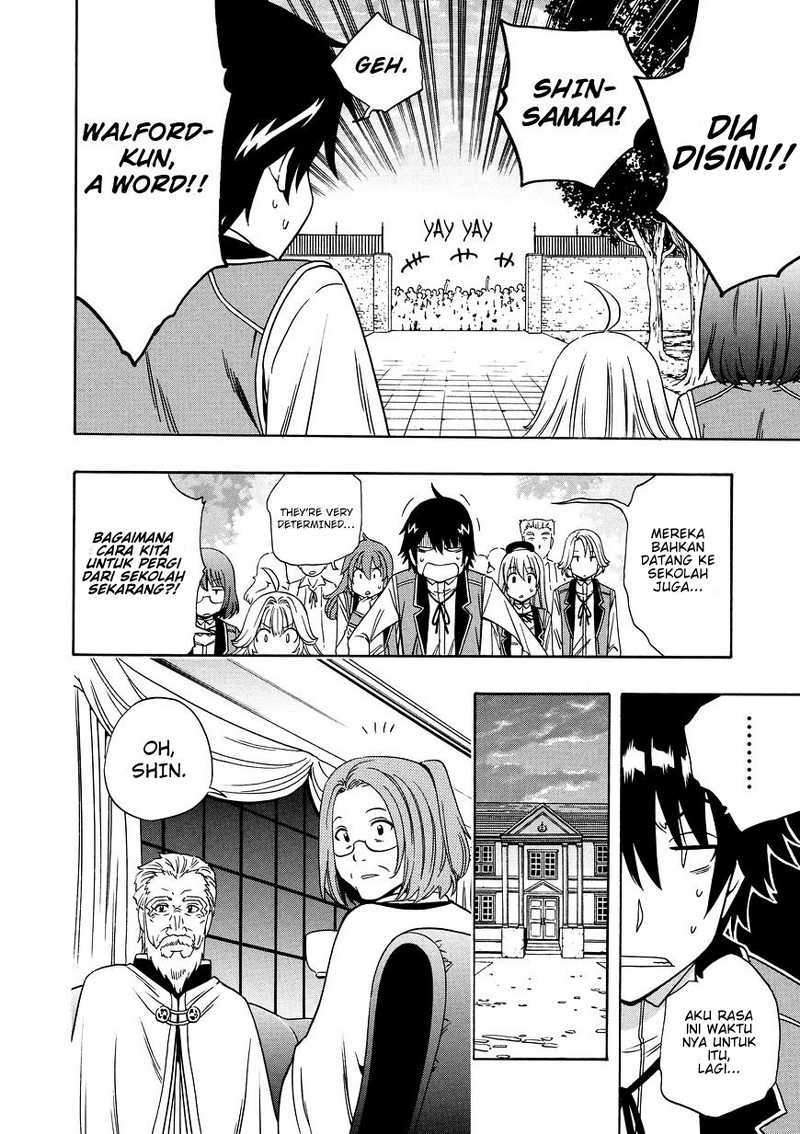 DIA
DISINI!!
SHIN-
SAMAA!
GEH.
WALFORD-
KUN,
A WORD!!
YAY YAY
MEREKA
BAHKAN
DATANG KE
SEKOLAH
JUGA...
THEY'RE VERY
DETERMINED...
BAGAIMANA
CARA KITA
UNTUK PERGI
DARI SEKOLAH
SEKARANG?!
........
AKU RASA
INI WAKTU
NYA UNTUK
ITU,
LAGI...
OH,
SHIN.